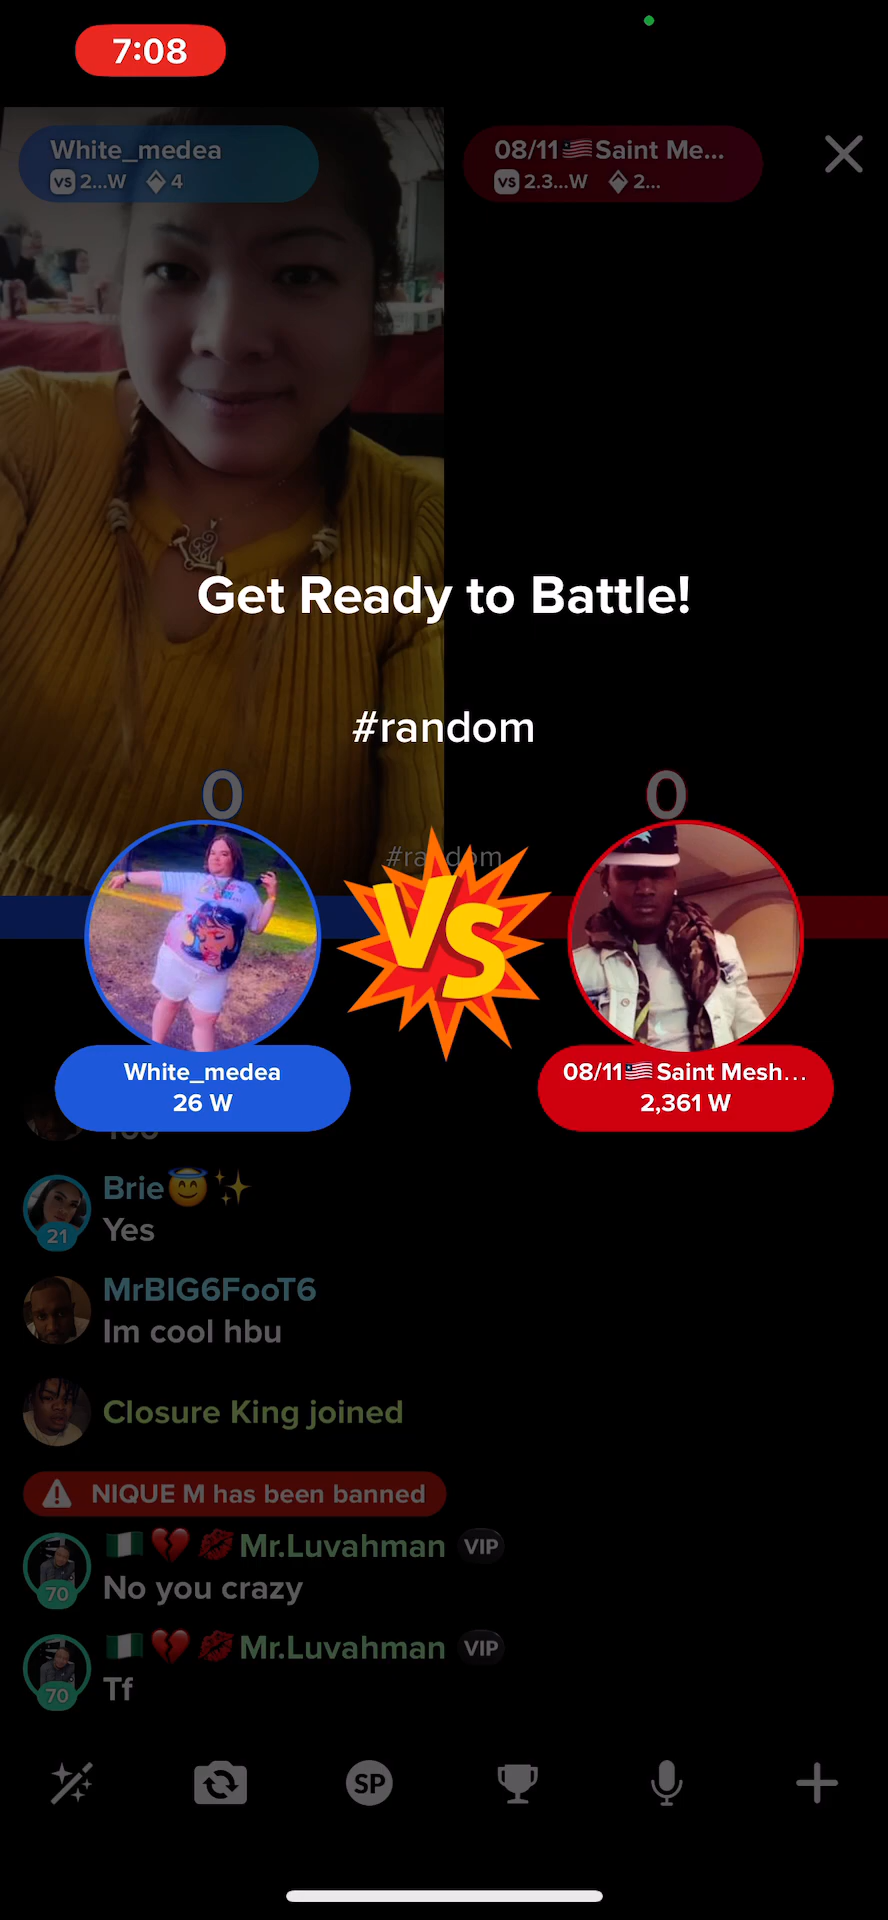 7:08
White_medea
VS 2...W 4
08/11🇱🇷Saint Me...
VS 2.3...W 2...
Get Ready to Battle!
#random
0
0
#random
VS
White_medea
26 W
08/11🇱🇷Saint Mesh...
2,361 W
Brie😇✨
21
Yes
MrBIG6FooT6
Im cool hbu
Closure King joined
NIQUE M has been banned
🇳🇬💔💋Mr.Luvahman VIP
70
No you crazy
🇳🇬💔💋Mr.Luvahman VIP
70
Tf
SP